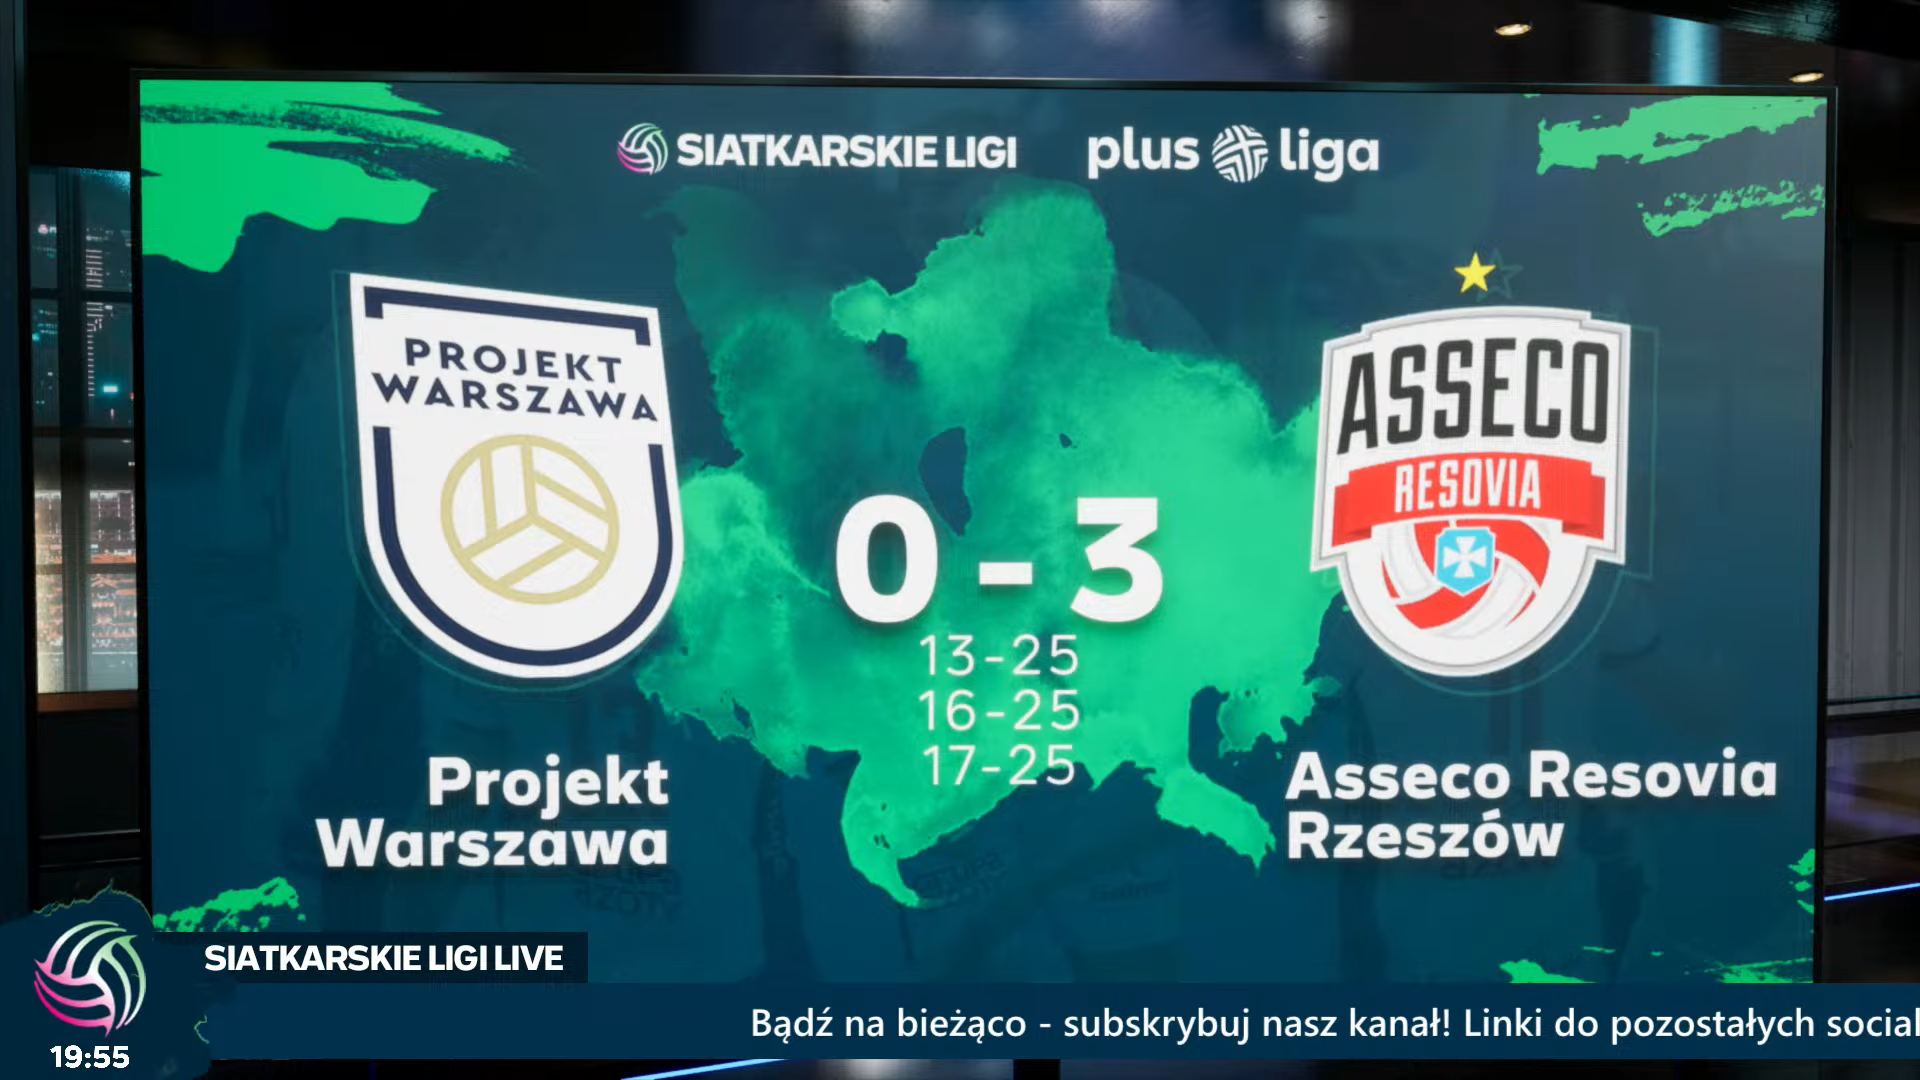 SIATKARSKIE LIGI
plus liga
PROJEKT
WARSZAWA
ASSECO
RESOVIA
0 - 3
13-25
16-25
17-25
Projekt
Warszawa
Asseco Resovia
Rzeszów
SIATKARSKIE LIGI LIVE
Bądź na bieżąco - subskrybuj nasz kanał! Linki do pozostałych social
19:55